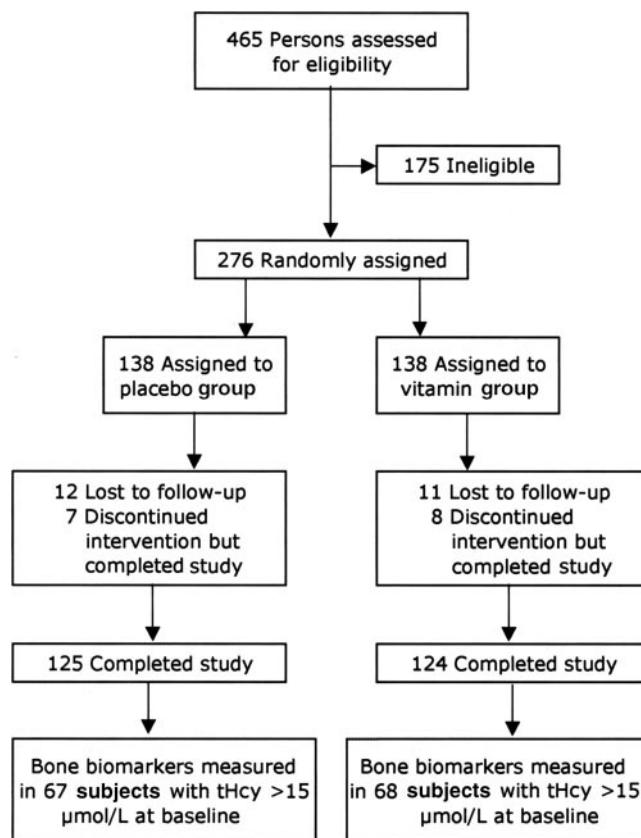 465 Persons assessed
for eligibility
175 Ineligible
276 Randomly assigned
138 Assigned to
placebo group
138 Assigned to
vitamin group
12 Lost to follow-up
7 Discontinued
intervention but
completed study
11 Lost to follow-up
8 Discontinued
intervention but
completed study
125 Completed study
124 Completed study
Bone biomarkers measured
in 67 subjects with tHcy >15
µmol/L at baseline
Bone biomarkers measured
in 68 subjects with tHcy >15
µmol/L at baseline